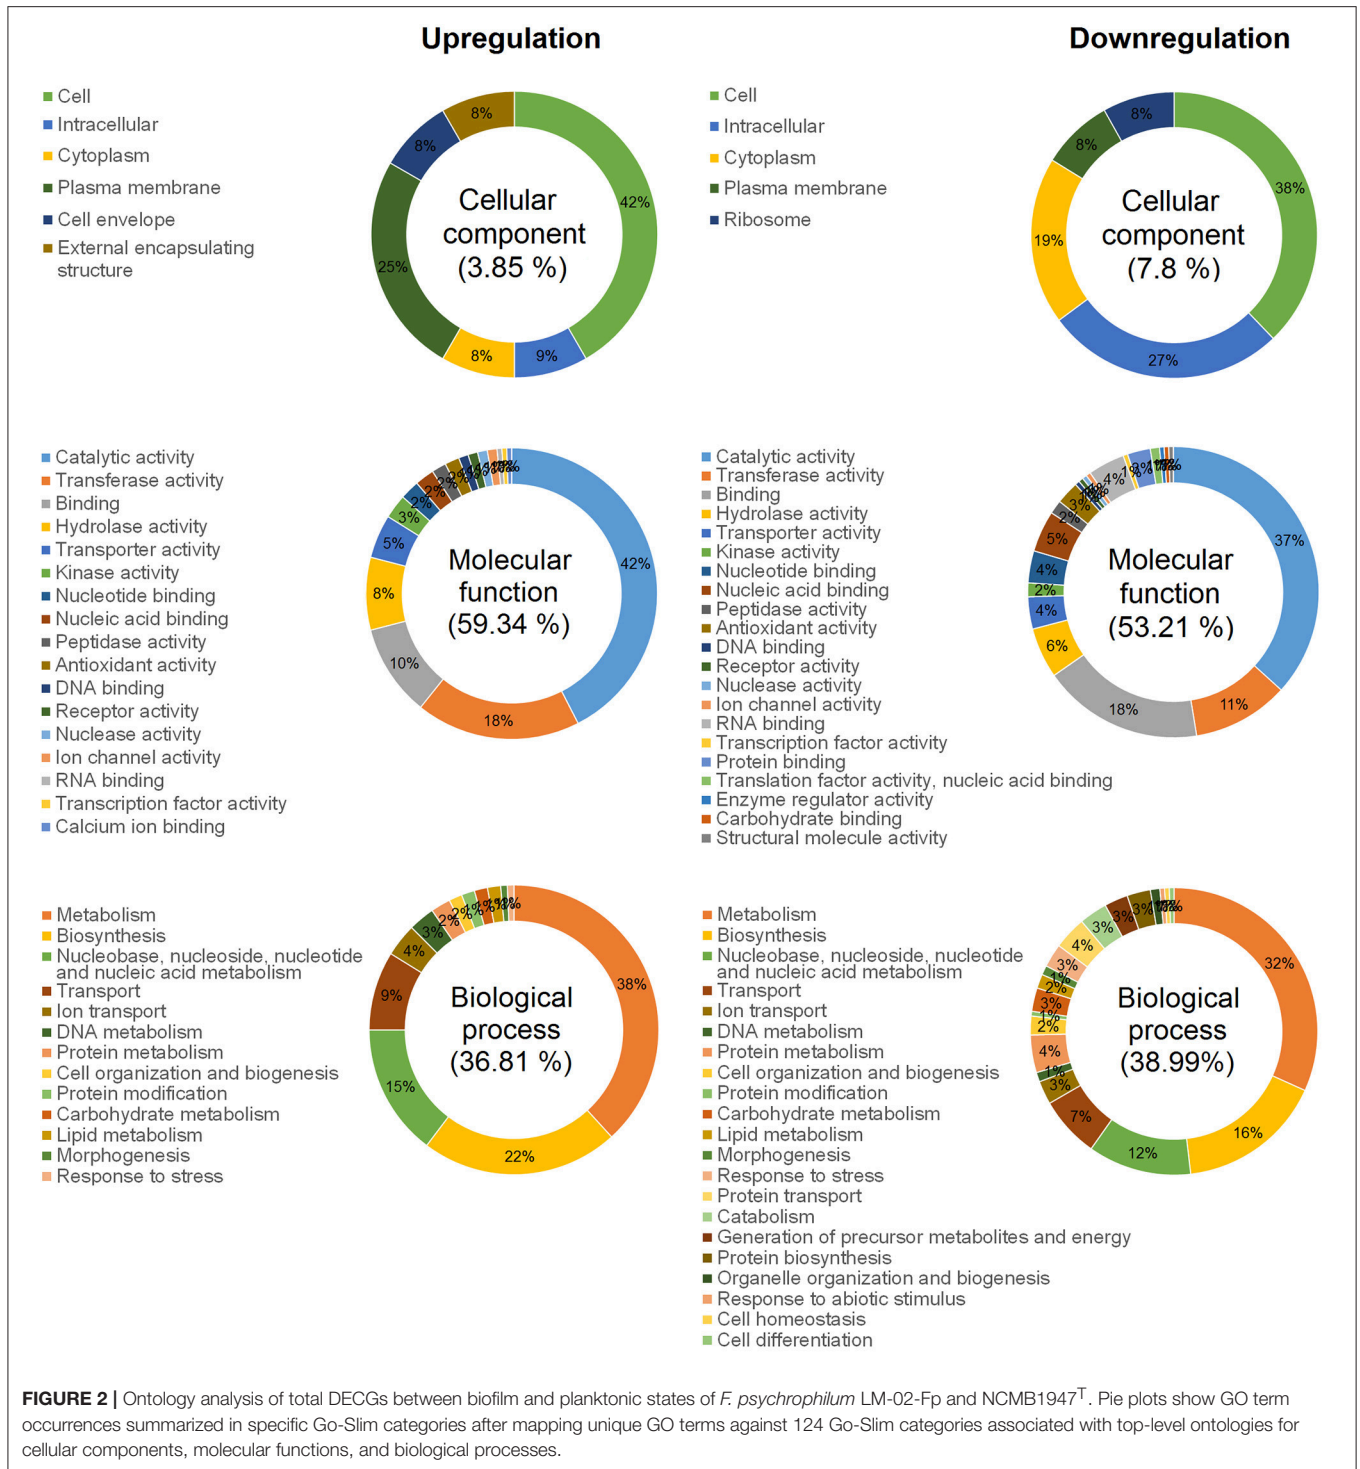 Upregulation
Cell
Intracellular
Cytoplasm
Plasma membrane
Cell envelope
External encapsulating
structure
8%
8%
42%
25%
8%
9%
Cellular
component
(3.85 %)
Downregulation
Cell
Intracellular
Cytoplasm
Plasma membrane
Ribosome
8%
8%
38%
19%
27%
Cellular
component
(7.8 %)
Catalytic activity
Transferase activity
Binding
Hydrolase activity
Transporter activity
Kinase activity
Nucleotide binding
Nucleic acid binding
Peptidase activity
Antioxidant activity
DNA binding
Receptor activity
Nuclease activity
Ion channel activity
RNA binding
Transcription factor activity
Calcium ion binding
42%
18%
10%
8%
5%
3%
2%
2%
2%
2%
Molecular
function
(59.34 %)
Catalytic activity
Transferase activity
Binding
Hydrolase activity
Transporter activity
Kinase activity
Nucleotide binding
Nucleic acid binding
Peptidase activity
Antioxidant activity
DNA binding
Receptor activity
Nuclease activity
Ion channel activity
RNA binding
Transcription factor activity
Protein binding
Translation factor activity, nucleic acid binding
Enzyme regulator activity
Carbohydrate binding
Structural molecule activity
37%
11%
18%
6%
4%
2%
4%
5%
2%
3%
4%
1%
3%
Molecular
function
(53.21 %)
Metabolism
Biosynthesis
Nucleobase, nucleoside, nucleotide
and nucleic acid metabolism
Transport
Ion transport
DNA metabolism
Protein metabolism
Cell organization and biogenesis
Protein modification
Carbohydrate metabolism
Lipid metabolism
Morphogenesis
Response to stress
38%
22%
15%
9%
4%
3%
2%
2%
1%
1%
1%
1%
1%
Biological
process
(36.81 %)
Metabolism
Biosynthesis
Nucleobase, nucleoside, nucleotide
and nucleic acid metabolism
Transport
Ion transport
DNA metabolism
Protein metabolism
Cell organization and biogenesis
Protein modification
Carbohydrate metabolism
Lipid metabolism
Morphogenesis
Response to stress
Protein transport
Catabolism
Generation of precursor metabolites and energy
Protein biosynthesis
Organelle organization and biogenesis
Response to abiotic stimulus
Cell homeostasis
Cell differentiation
32%
16%
12%
7%
3%
1%
4%
2%
1%
3%
2%
1%
3%
4%
3%
3%
3%
Biological
process
(38.99%)
FIGURE 2 | Ontology analysis of total DECGs between biofilm and planktonic states of F. psychrophilum LM-02-Fp and NCMB1947T. Pie plots show GO term
occurrences summarized in specific Go-Slim categories after mapping unique GO terms against 124 Go-Slim categories associated with top-level ontologies for
cellular components, molecular functions, and biological processes.